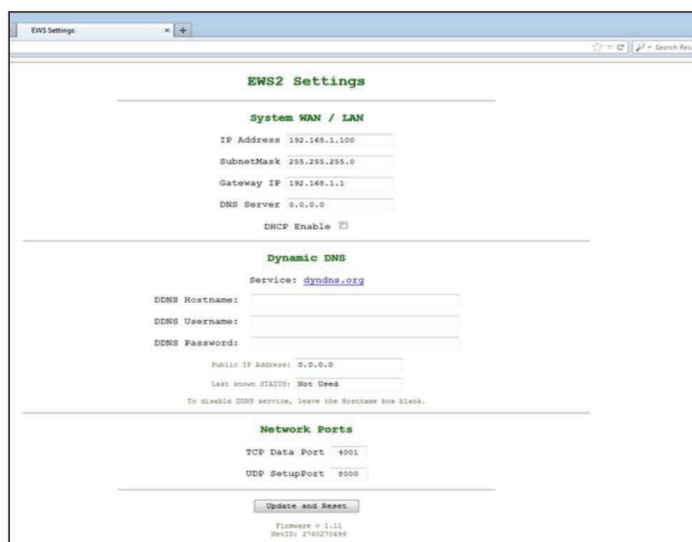 EWS Settings
Search Res
EWS2 Settings
System WAN / LAN
IP Address 192.168.1.100
SubnetMask 255.255.255.0
Gateway IP 192.168.1.1
DNS Server 0.0.0.0
DHCP Enable
Dynamic DNS
Service: dyndns.org
DDNS Hostname:
DDNS Username:
DDNS Password:
Public IP Address: 0.0.0.0
Last known STATUS: Not Used
To disable DDNS service, leave the Hostname box blank.
Network Ports
TCP Data Port 4001
UDP SetupPort 8000
Update and Reset
Firmware v 1.11
NetID: 2760270498